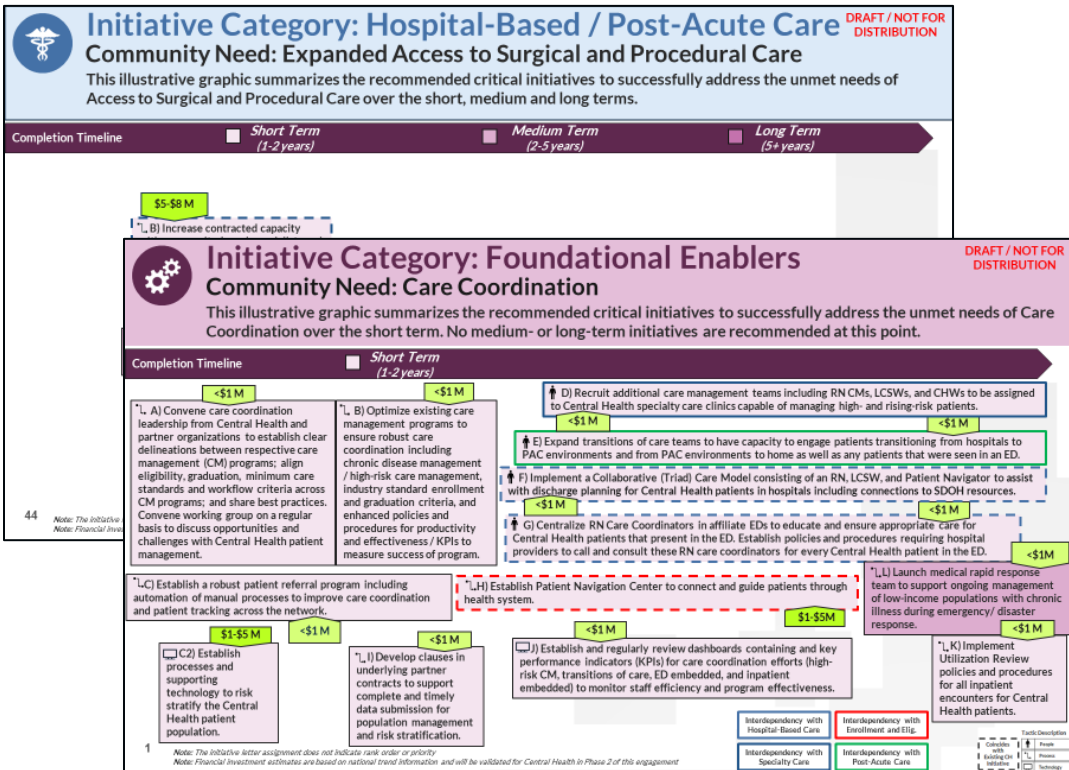 Initiative Category: Hospital-Based / Post-Acute Care
DRAFT / NOT FOR
DISTRIBUTION
Community Need: Expanded Access to Surgical and Procedural Care
This illustrative graphic summarizes the recommended critical initiatives to successfully address the unmet needs of
Access to Surgical and Procedural Care over the short, medium and long terms.
Completion Timeline
Short Term
(1-2 years)
Medium Term
(2-5 years)
Long Term
(5+ years)
$5-$8 M
B) Increase contracted capacity
44
Note: The initiative
Note: Financial
Initiative Category: Foundational Enablers
DRAFT / NOT FOR
DISTRIBUTION
Community Need: Care Coordination
This illustrative graphic summarizes the recommended critical initiatives to successfully address the unmet needs of Care
Coordination over the short term. No medium- or long-term initiatives are recommended at this point.
Completion Timeline
Short Term
(1-2 years)
<$1 M
A) Convene care coordination
leadership from Central Health and
partner organizations to establish clear
delineations between respective care
management (CM) programs; align
eligibility, graduation, minimum care
standards and workflow criteria across
CM programs; and share best practices.
Convene working group on a regular
basis to discuss opportunities and
challenges with Central Health patient
management.
<$1 M
B) Optimize existing care
management programs to
ensure robust care
coordination including
chronic disease management
/ high-risk care management,
industry standard enrollment
and graduation criteria, and
enhanced policies and
procedures for productivity
and effectiveness / KPIs to
measure success of program.
D) Recruit additional care management teams including RN CMs, LCSWs, and CHWs to be assigned
to Central Health specialty care clinics capable of managing high- and rising-risk patients.
<$1 M
<$1 M
E) Expand transitions of care teams to have capacity to engage patients transitioning from hospitals to
PAC environments and from PAC environments to home as well as any patients that were seen in an ED.
F) Implement a Collaborative (Triad) Care Model consisting of an RN, LCSW, and Patient Navigator to assist
with discharge planning for Central Health patients in hospitals including connections to SDOH resources.
<$1 M
<$1 M
G) Centralize RN Care Coordinators in affiliate EDs to educate and ensure appropriate care for
Central Health patients that present in the ED. Establish policies and procedures requiring hospital
providers to call and consult these RN care coordinators for every Central Health patient in the ED.
<$1M
C) Establish a robust patient referral program including
automation of manual processes to improve care coordination
and patient tracking across the network.
H) Establish Patient Navigation Center to connect and guide patients through
health system.
L) Launch medical rapid response
team to support ongoing management
of low-income populations with chronic
illness during emergency/ disaster
response.
$1-$5 M
<$1 M
<$1 M
<$1 M
$1-$5M
<$1 M
C2) Establish
processes and
supporting
technology to risk
stratify the Central
Health patient
population.
I) Develop clauses in
underlying partner
contracts to support
complete and timely
data submission for
population management
and risk stratification.
J) Establish and regularly review dashboards containing and key
performance indicators (KPIs) for care coordination efforts (high-
risk CM, transitions of care, ED embedded, and inpatient
embedded) to monitor staff efficiency and program effectiveness.
K) Implement
Utilization Review
policies and procedures
for all inpatient
encounters for Central
Health patients.
Interdependency with
Hospital-Based Care
Interdependency with
Enrollment and Elig.
Interdependency with
Specialty Care
Interdependency with
Post-Acute Care
Coincides
with
Existing CH
Initiative
Tactic Description
People
Process
Technology
1
Note: The initiative letter assignment does not indicate rank order or priority
Note: Financial investment estimates are based on national trend information and will be validated for Central Health in Phase 2 of this engagement